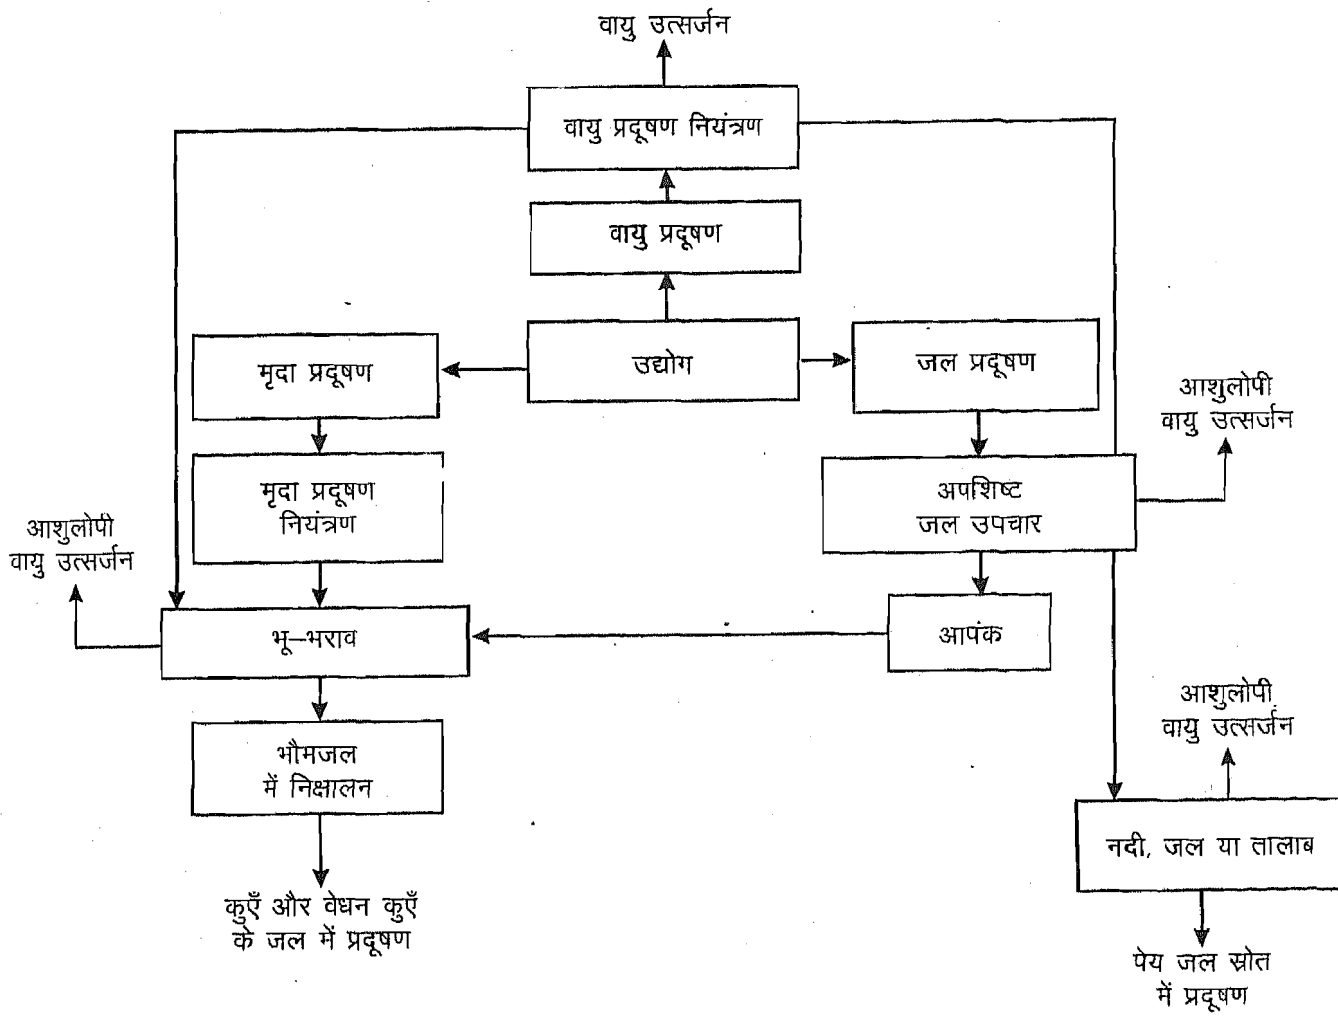 वायु उत्सर्जन
वायु प्रदूषण नियंत्रण
वायु प्रदूषण
उद्योग
मृदा प्रदूषण
जल प्रदूषण
आशुलोपी
वायु उत्सर्जन
मृदा प्रदूषण
नियंत्रण
अपशिष्ट
जल उपचार
आशुलोपी
वायु उत्सर्जन
भू–भराव
आपंक
आशुलोपी
वायु उत्सर्जन
भौमजल
में निक्षालन
नदी, जल या तालाब
कुएँ और वेधन कुएँ
के जल में प्रदूषण
पेय जल स्रोत
में प्रदूषण